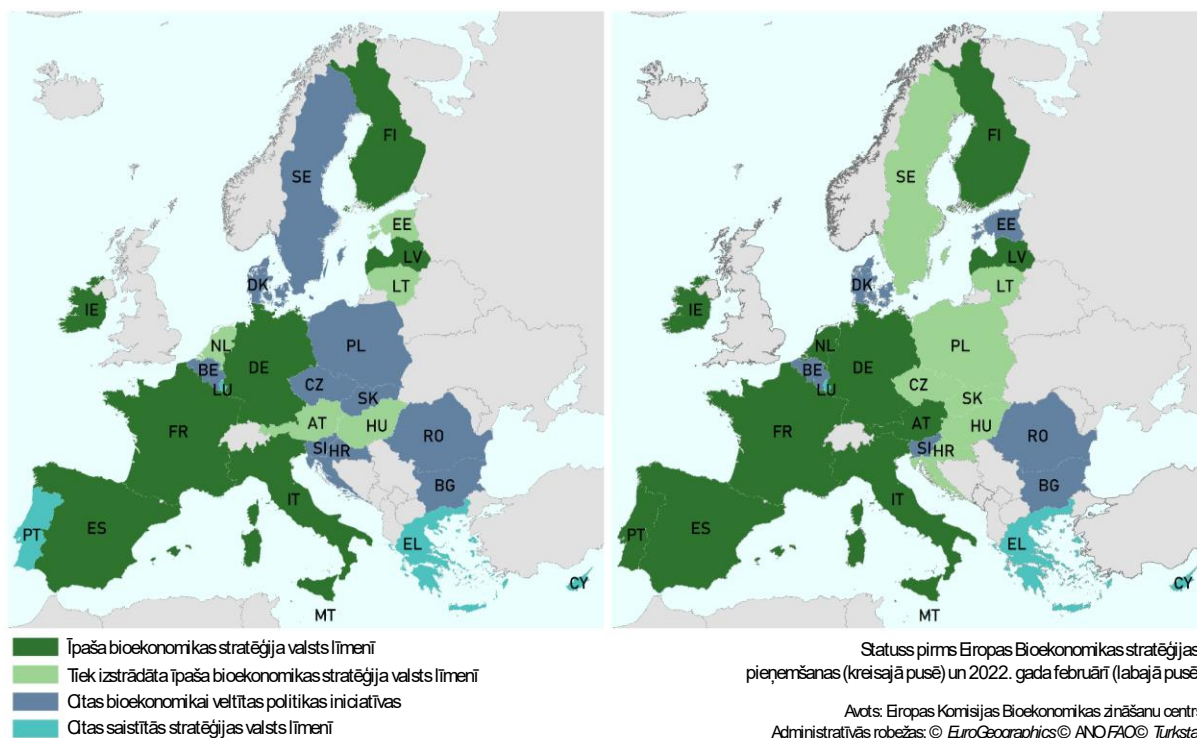 FI
SE
EE
LV
LT
DK
IE
NL
BE
DE
PL
LU
CZ
SK
FR
AT
HU
SI
HR
RO
IT
BG
PT
ES
EL
CY
MT
FI
SE
EE
LV
LT
DK
IE
NL
BE
DE
PL
LU
CZ
SK
FR
AT
HU
SI
HR
RO
IT
BG
PT
ES
EL
CY
MT
Īpaša bioekonomikas stratēģija valsts līmenī
Tiek izstrādāta īpaša bioekonomikas stratēģija valsts līmenī
Citas bioekonomikai veltītas politikas iniciatīvas
Citas saistītās stratēģijas valsts līmenī
Statuss pirms Eiropas Bioekonomikas stratēģijas
pieņemšanas (kreisajā pusē) un 2022. gada februārī (labajā pusē
Avots: Eiropas Komisijas Bioekonomikas zināšanu centrs
Administratīvās robežas: © EuroGeographics © ANO FAO © Turksta